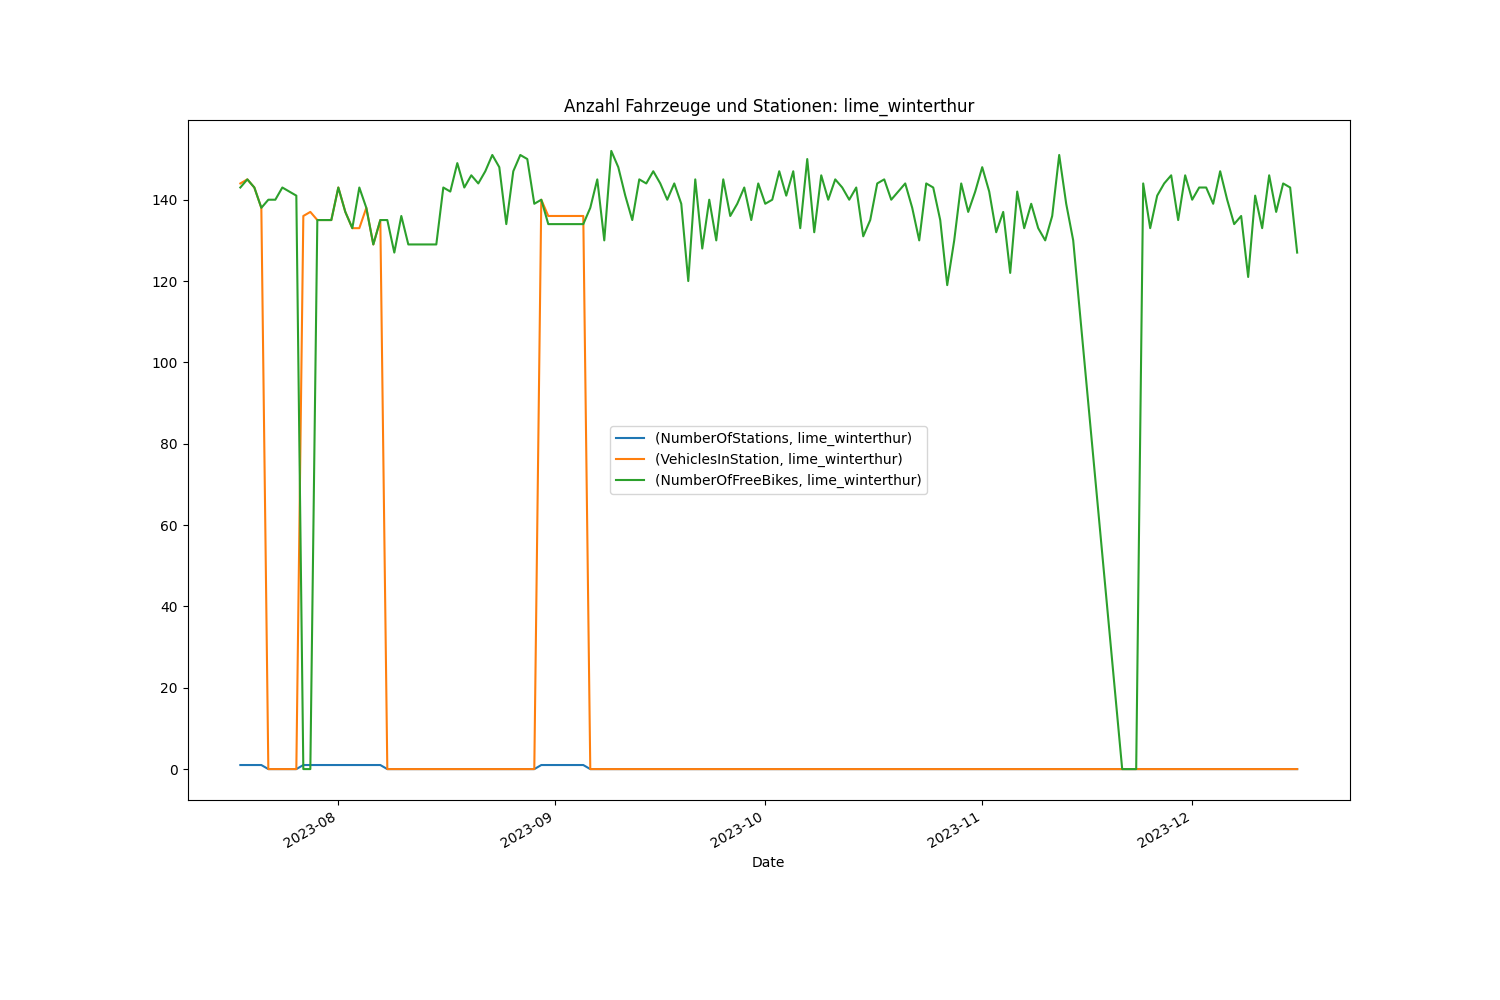 Anzahl Fahrzeuge und Stationen: lime_winterthur
140
120
100
80
60
40
20
0
(NumberOfStations, lime_winterthur)
(VehiclesInStation, lime_winterthur)
(NumberOfFreeBikes, lime_winterthur)
2023-08
2023-09
2023-10
2023-11
2023-12
Date